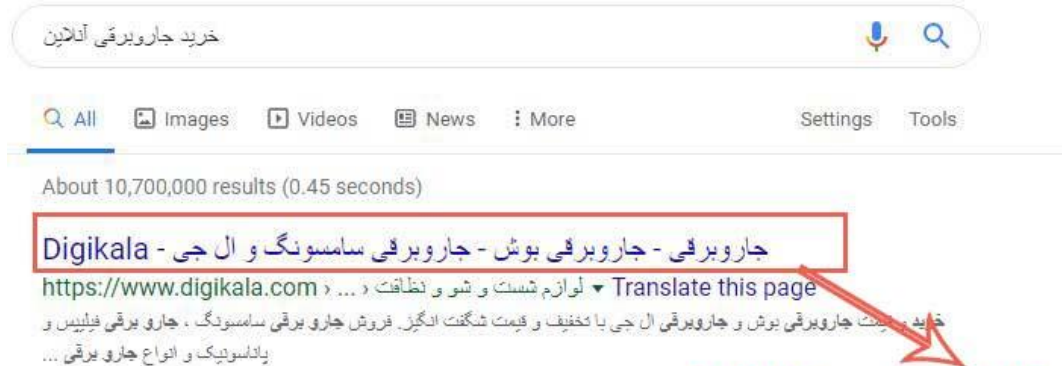 خرید جاروبرقی آنلاین
All Images Videos News More Settings Tools
About 10,700,000 results (0.45 seconds)
جاروبرقی - جاروبرقی بوش - جاروبرقی سامسونگ و ال جی - Digikala
https://www.digikala.com › ... › لوازم شست و شو و نظافت ▾ Translate this page
خرید و قیمت جاروبرقی بوش و جاروبرقی ال جی با تخفیف و قیمت شگفت انگیز. فروش جارو برقی سامسونگ ، جارو برقی فیلیپس و
پاناسونیک و انواع جارو برقی ...